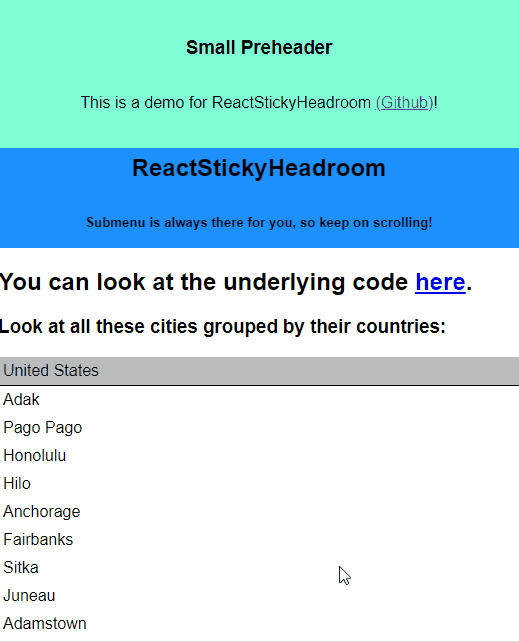 Small Preheader
This is a demo for ReactStickyHeadroom (Github)!
ReactStickyHeadroom
Submenu is always there for you, so keep on scrolling!
You can look at the underlying code here.
Look at all these cities grouped by their countries:
United States
Adak
Pago Pago
Honolulu
Hilo
Anchorage
Fairbanks
Sitka
Juneau
Adamstown